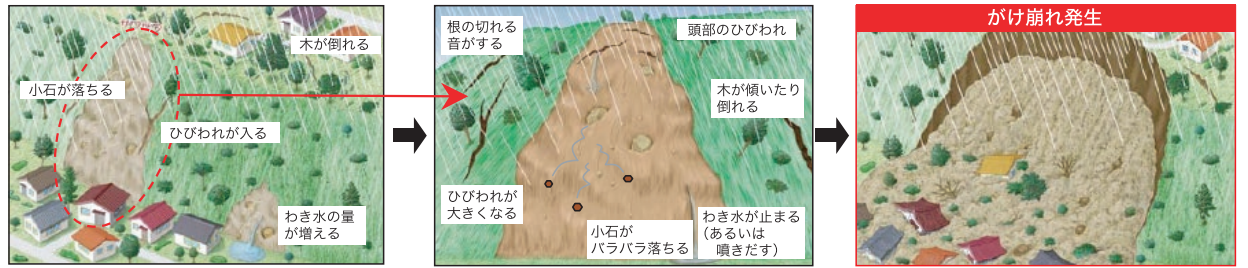 木が倒れる
小石が落ちる
ひびわれが入る
わき水の量
が増える
根の切れる
音がする
頭部のひびわれ
木が傾いたり
倒れる
ひびわれが
大きくなる
小石が
バラバラ落ちる
わき水が止まる
（あるいは
噴きだす）
がけ崩れ発生